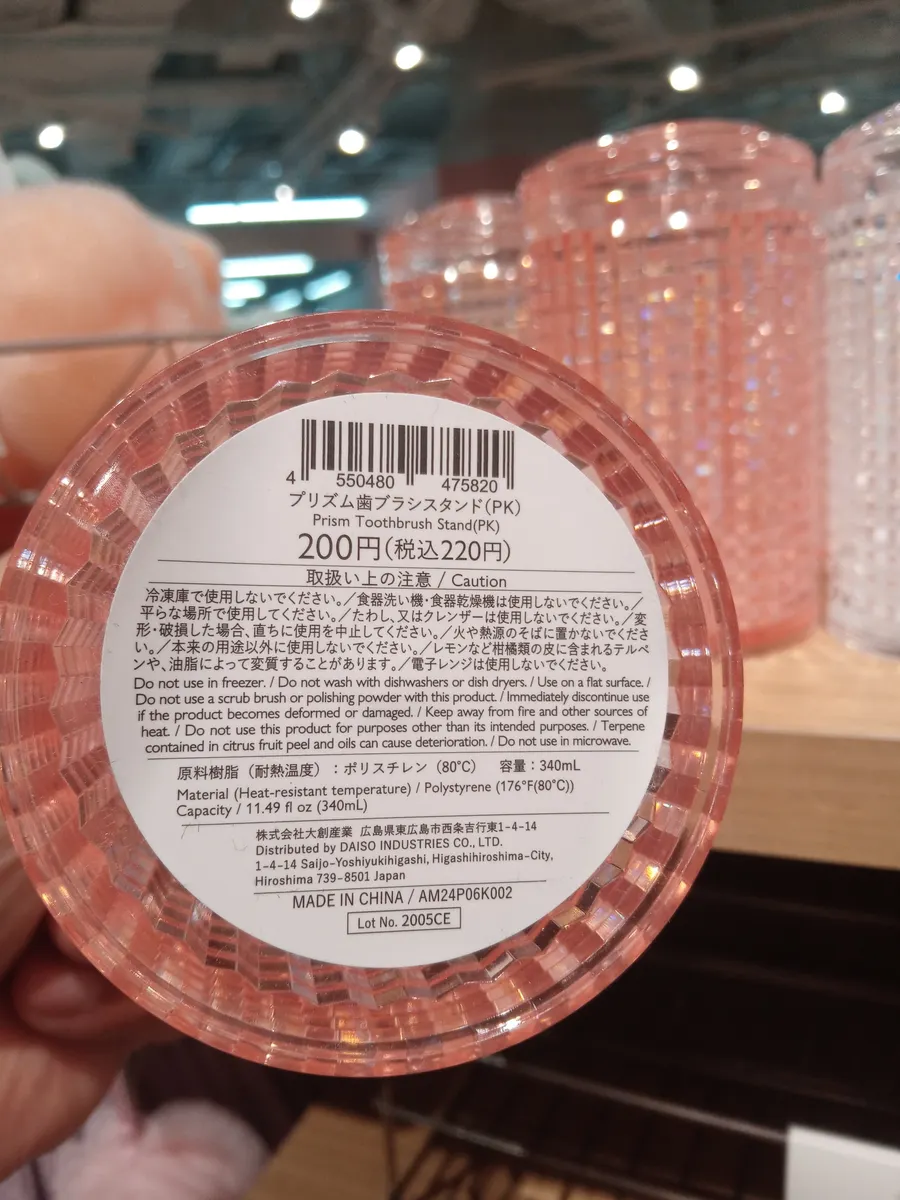 4 550480 475820
プリズム歯ブラシスタンド(PK)
Prism Toothbrush Stand(PK)
200円(税込220円)
取扱い上の注意 / Caution
冷凍庫で使用しないでください。/食器洗い機・食器乾燥機は使用しないでください。/
平らな場所で使用してください。/たわし、又はクレンザーは使用しないでください。/変
形・破損した場合、直ちに使用を中止してください。/火や熱源のそばに置かないでくださ
い。/本来の用途以外に使用しないでください。/レモンなど柑橘類の皮に含まれるテルペ
ンや、油脂によって変質することがあります。/電子レンジは使用しないでください。
Do not use in freezer. / Do not wash with dishwashers or dish dryers. / Use on a flat surface. /
Do not use a scrub brush or polishing powder with this product. / Immediately discontinue use
if the product becomes deformed or damaged. / Keep away from fire and other sources of
heat. / Do not use this product for purposes other than its intended purposes. / Terpene
contained in citrus fruit peel and oils can cause deterioration. / Do not use in microwave.
原料樹脂(耐熱温度):ポリスチレン(80℃) 容量:340mL
Material (Heat-resistant temperature) / Polystyrene (176°F(80°C))
Capacity / 11.49 fl oz (340mL)
株式会社大創産業 広島県東広島市西条吉行東1-4-14
Distributed by DAISO INDUSTRIES CO., LTD.
1-4-14 Saijo-Yoshiyukihigashi, Higashihiroshima-City,
Hiroshima 739-8501 Japan
MADE IN CHINA / AM24P06K002
Lot No. 2005CE